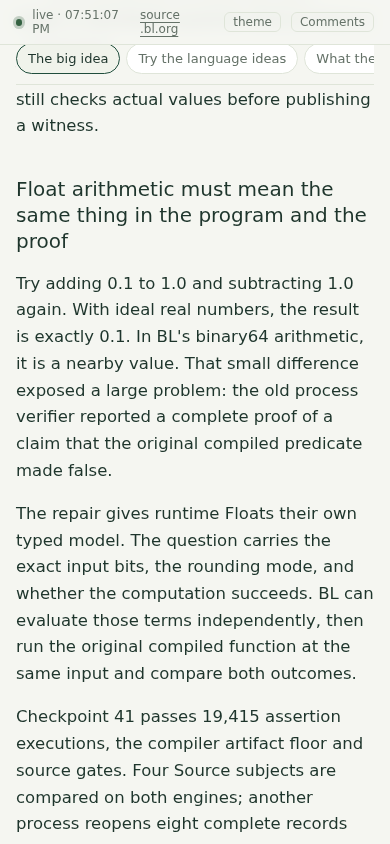 live · 07:51:07
PM
source
.bl.org
theme
Comments
The big idea
Try the language ideas
What the
still checks actual values before publishing
a witness.
Float arithmetic must mean the
same thing in the program and the
proof
Try adding 0.1 to 1.0 and subtracting 1.0
again. With ideal real numbers, the result
is exactly 0.1. In BL's binary64 arithmetic,
it is a nearby value. That small difference
exposed a large problem: the old process
verifier reported a complete proof of a
claim that the original compiled predicate
made false.
The repair gives runtime Floats their own
typed model. The question carries the
exact input bits, the rounding mode, and
whether the computation succeeds. BL can
evaluate those terms independently, then
run the original compiled function at the
same input and compare both outcomes.
Checkpoint 41 passes 19,415 assertion
executions, the compiler artifact floor and
source gates. Four Source subjects are
compared on both engines; another
process reopens eight complete records